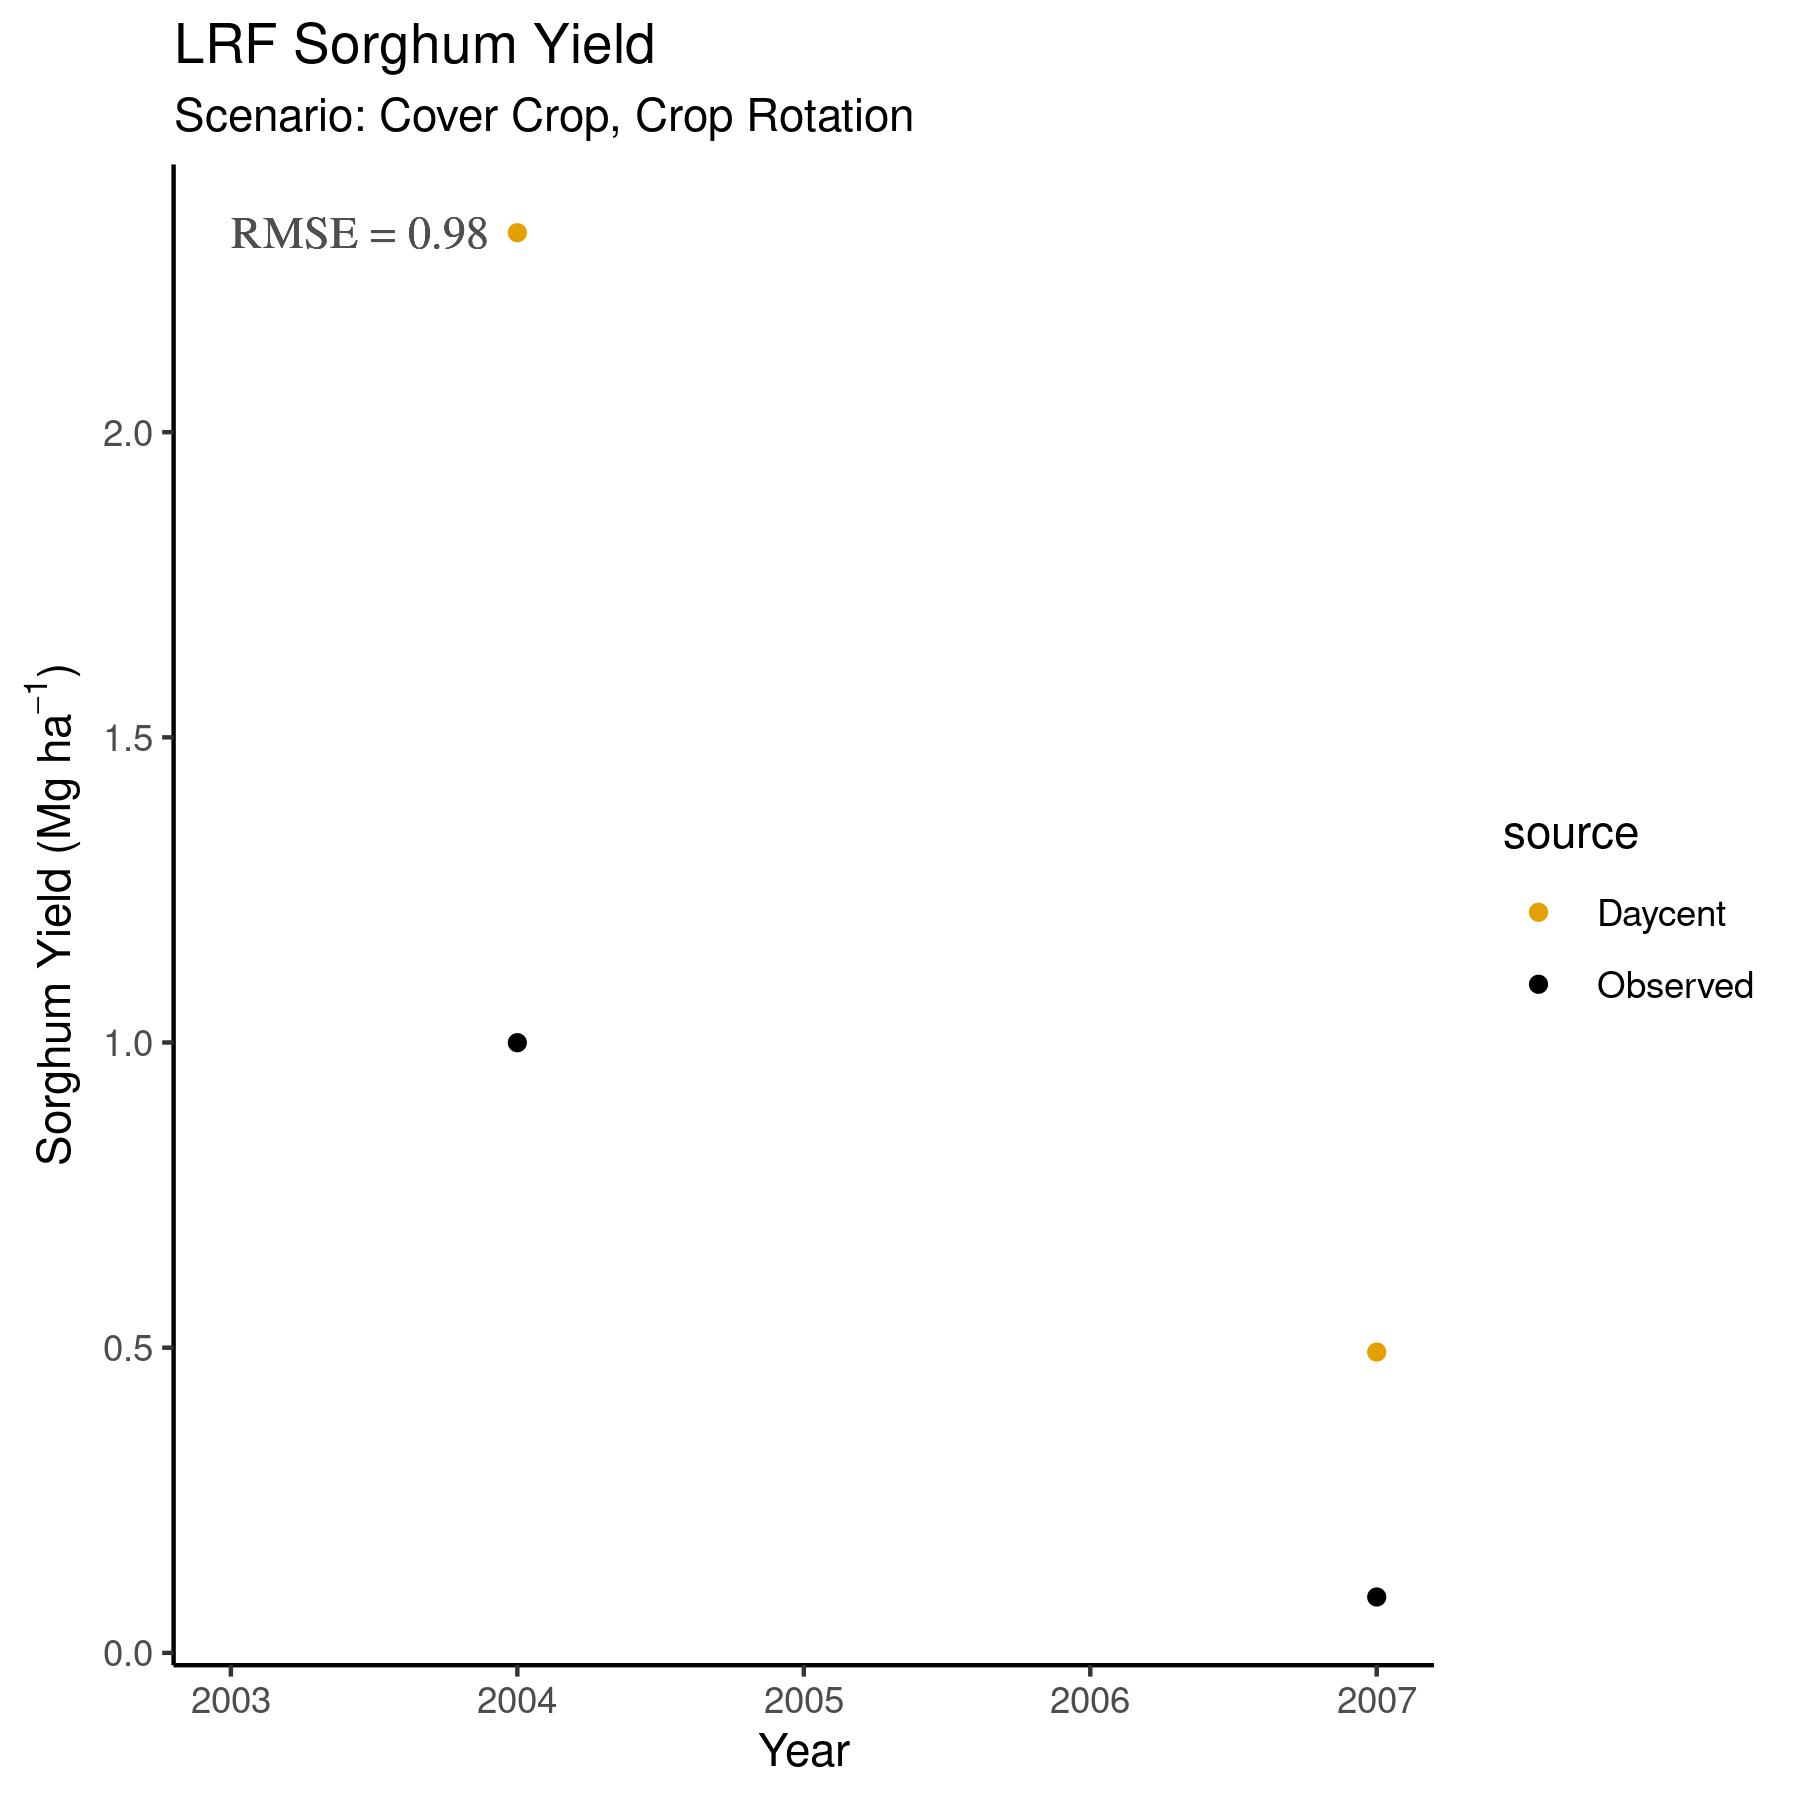 LRF Sorghum Yield
Scenario: Cover Crop, Crop Rotation
RMSE = 0.98
Sorghum Yield (Mg ha⁻¹)
2.0
1.5
1.0
0.5
0.0
2003 2004 2005 2006 2007
Year
source
Daycent
Observed